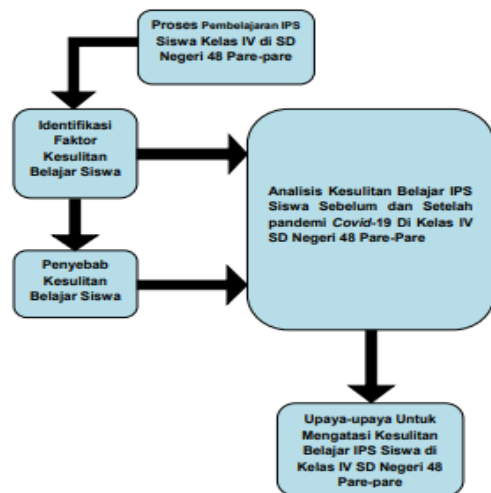 Proses Pembelajaran IPS
Siswa Kelas IV di SD
Negeri 48 Pare-pare
Identifikasi
Faktor
Kesulitan
Belajar Siswa
Analisis Kesulitan Belajar IPS
Siswa Sebelum dan Setelah
pandemi Covid-19 Di Kelas IV
SD Negeri 48 Pare-Pare
Penyebab
Kesulitan
Belajar Siswa
Upaya-upaya Untuk
Mengatasi Kesulitan
Belajar IPS Siswa di
Kelas IV SD Negeri 48
Pare-pare